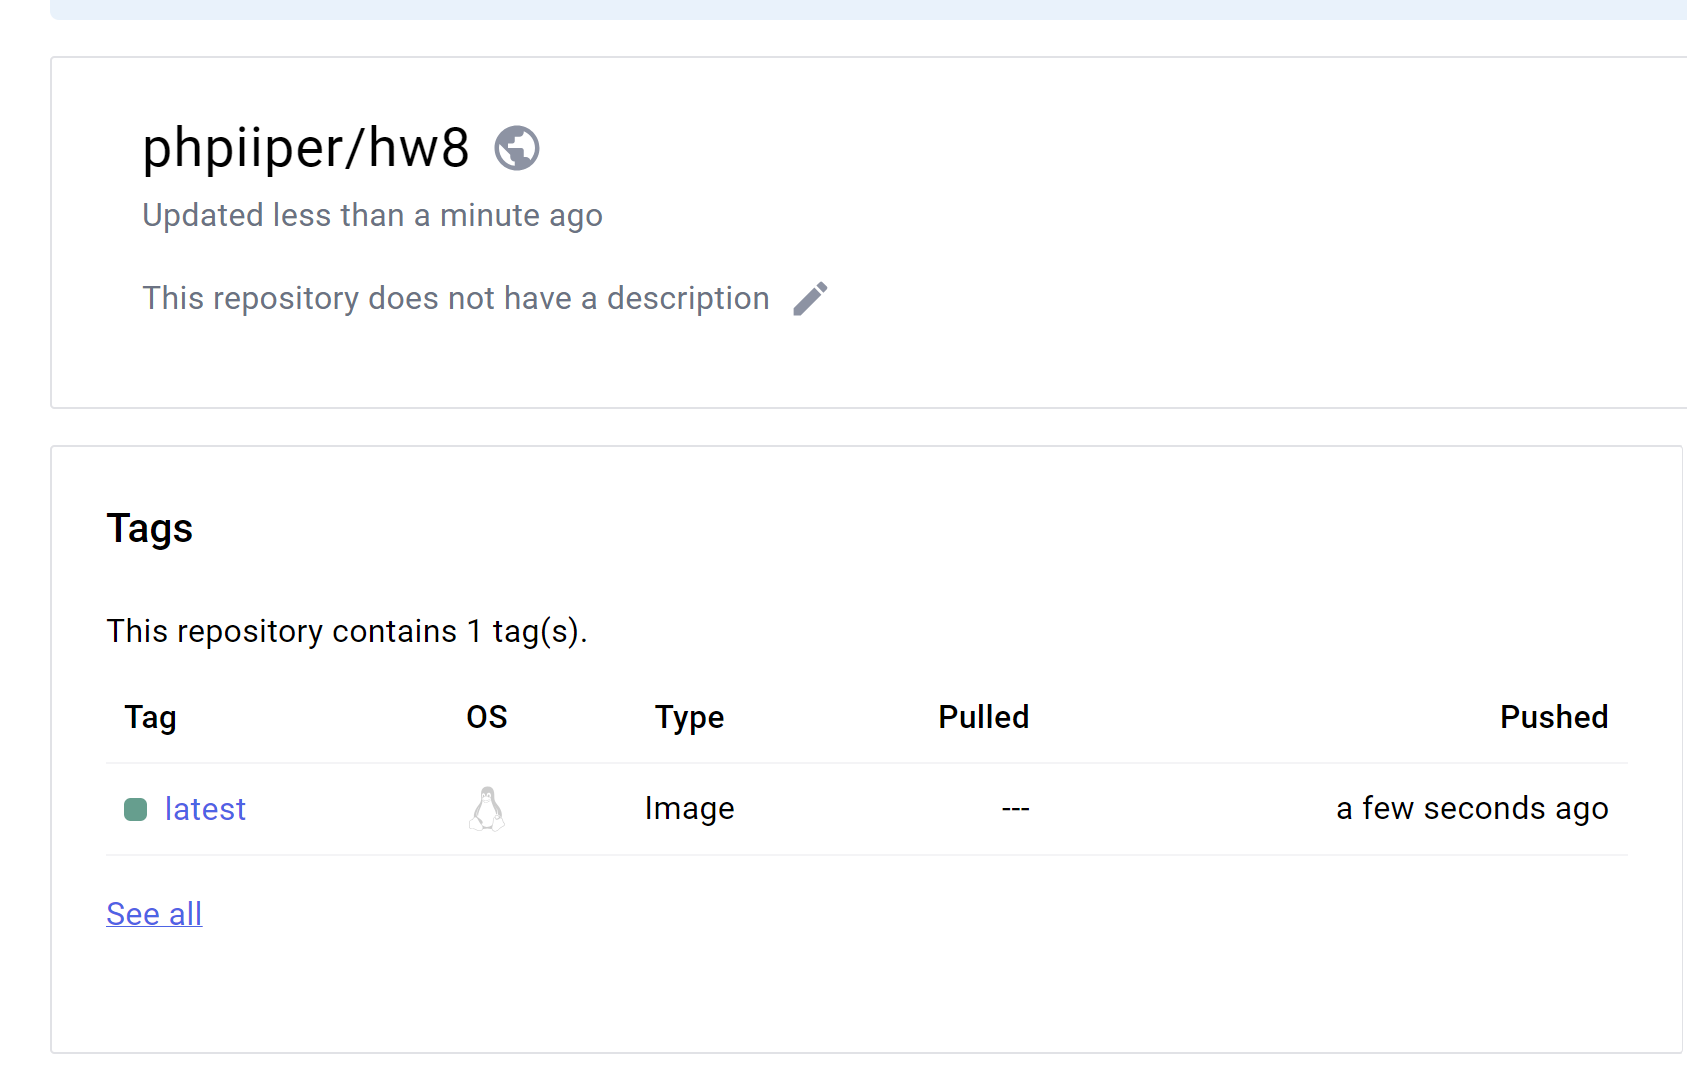 phpiiper/hw8
Updated less than a minute ago
This repository does not have a description
Tags
This repository contains 1 tag(s).
Tag OS Type Pulled Pushed
latest Image --- a few seconds ago
See all